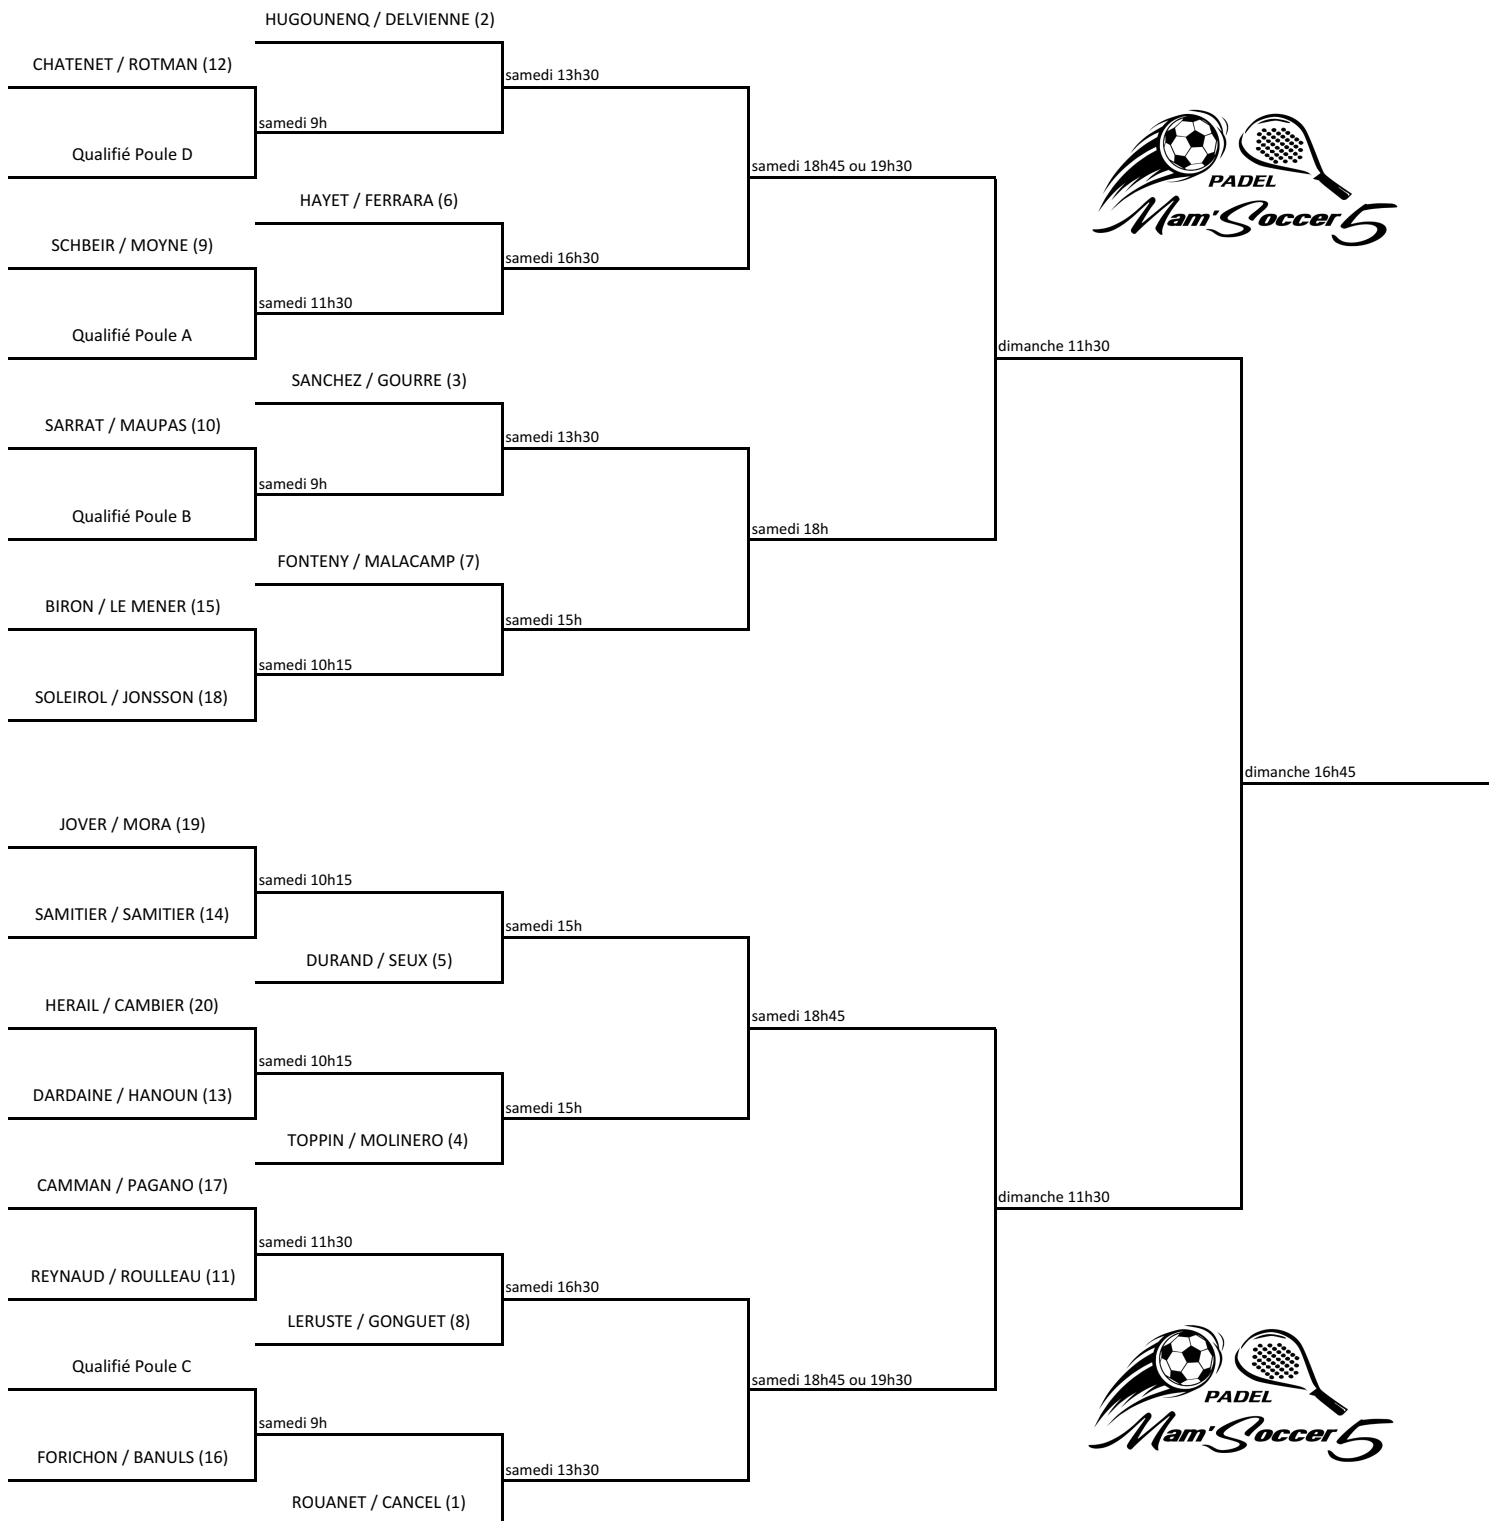 HUGOUNENQ / DELVIENNE (2)
CHATENET / ROTMAN (12)
samedi 13h30
samedi 9h
Qualifié Poule D
samedi 18h45 ou 19h30
PADEL
Mam'Soccer 5
HAYET / FERRARA (6)
SCHBEIR / MOYNE (9)
samedi 16h30
samedi 11h30
Qualifié Poule A
dimanche 11h30
SANCHEZ / GOURRE (3)
SARRAT / MAUPAS (10)
samedi 13h30
samedi 9h
Qualifié Poule B
samedi 18h
FONTENY / MALACAMP (7)
BIRON / LE MENER (15)
samedi 15h
samedi 10h15
SOLEIROL / JONSSON (18)
dimanche 16h45
JOVER / MORA (19)
samedi 10h15
SAMITIER / SAMITIER (14)
samedi 15h
DURAND / SEUX (5)
HERAIL / CAMBIER (20)
samedi 18h45
samedi 10h15
DARDAINE / HANOUN (13)
samedi 15h
TOPPIN / MOLINERO (4)
CAMMAN / PAGANO (17)
dimanche 11h30
samedi 11h30
REYNAUD / ROULLEAU (11)
samedi 16h30
LERUSTE / GONGUET (8)
Qualifié Poule C
samedi 18h45 ou 19h30
PADEL
Mam'Soccer 5
samedi 9h
FORICHON / BANULS (16)
samedi 13h30
ROUANET / CANCEL (1)